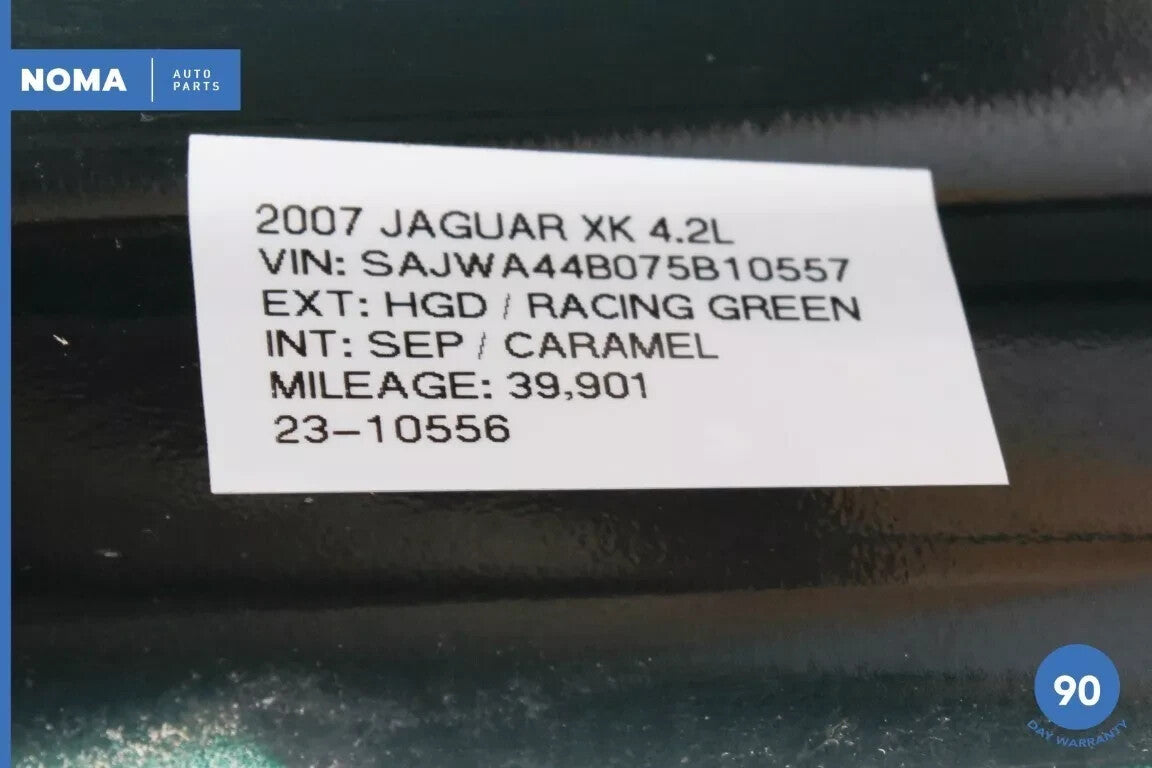 NOMA
AUTO
PARTS
2007 JAGUAR XK 4.2L
VIN: SAJWA44B075B10557
EXT: HGD / RACING GREEN
INT: SEP / CARAMEL
MILEAGE: 39,901
23-10556
90
DAY WARRANTY